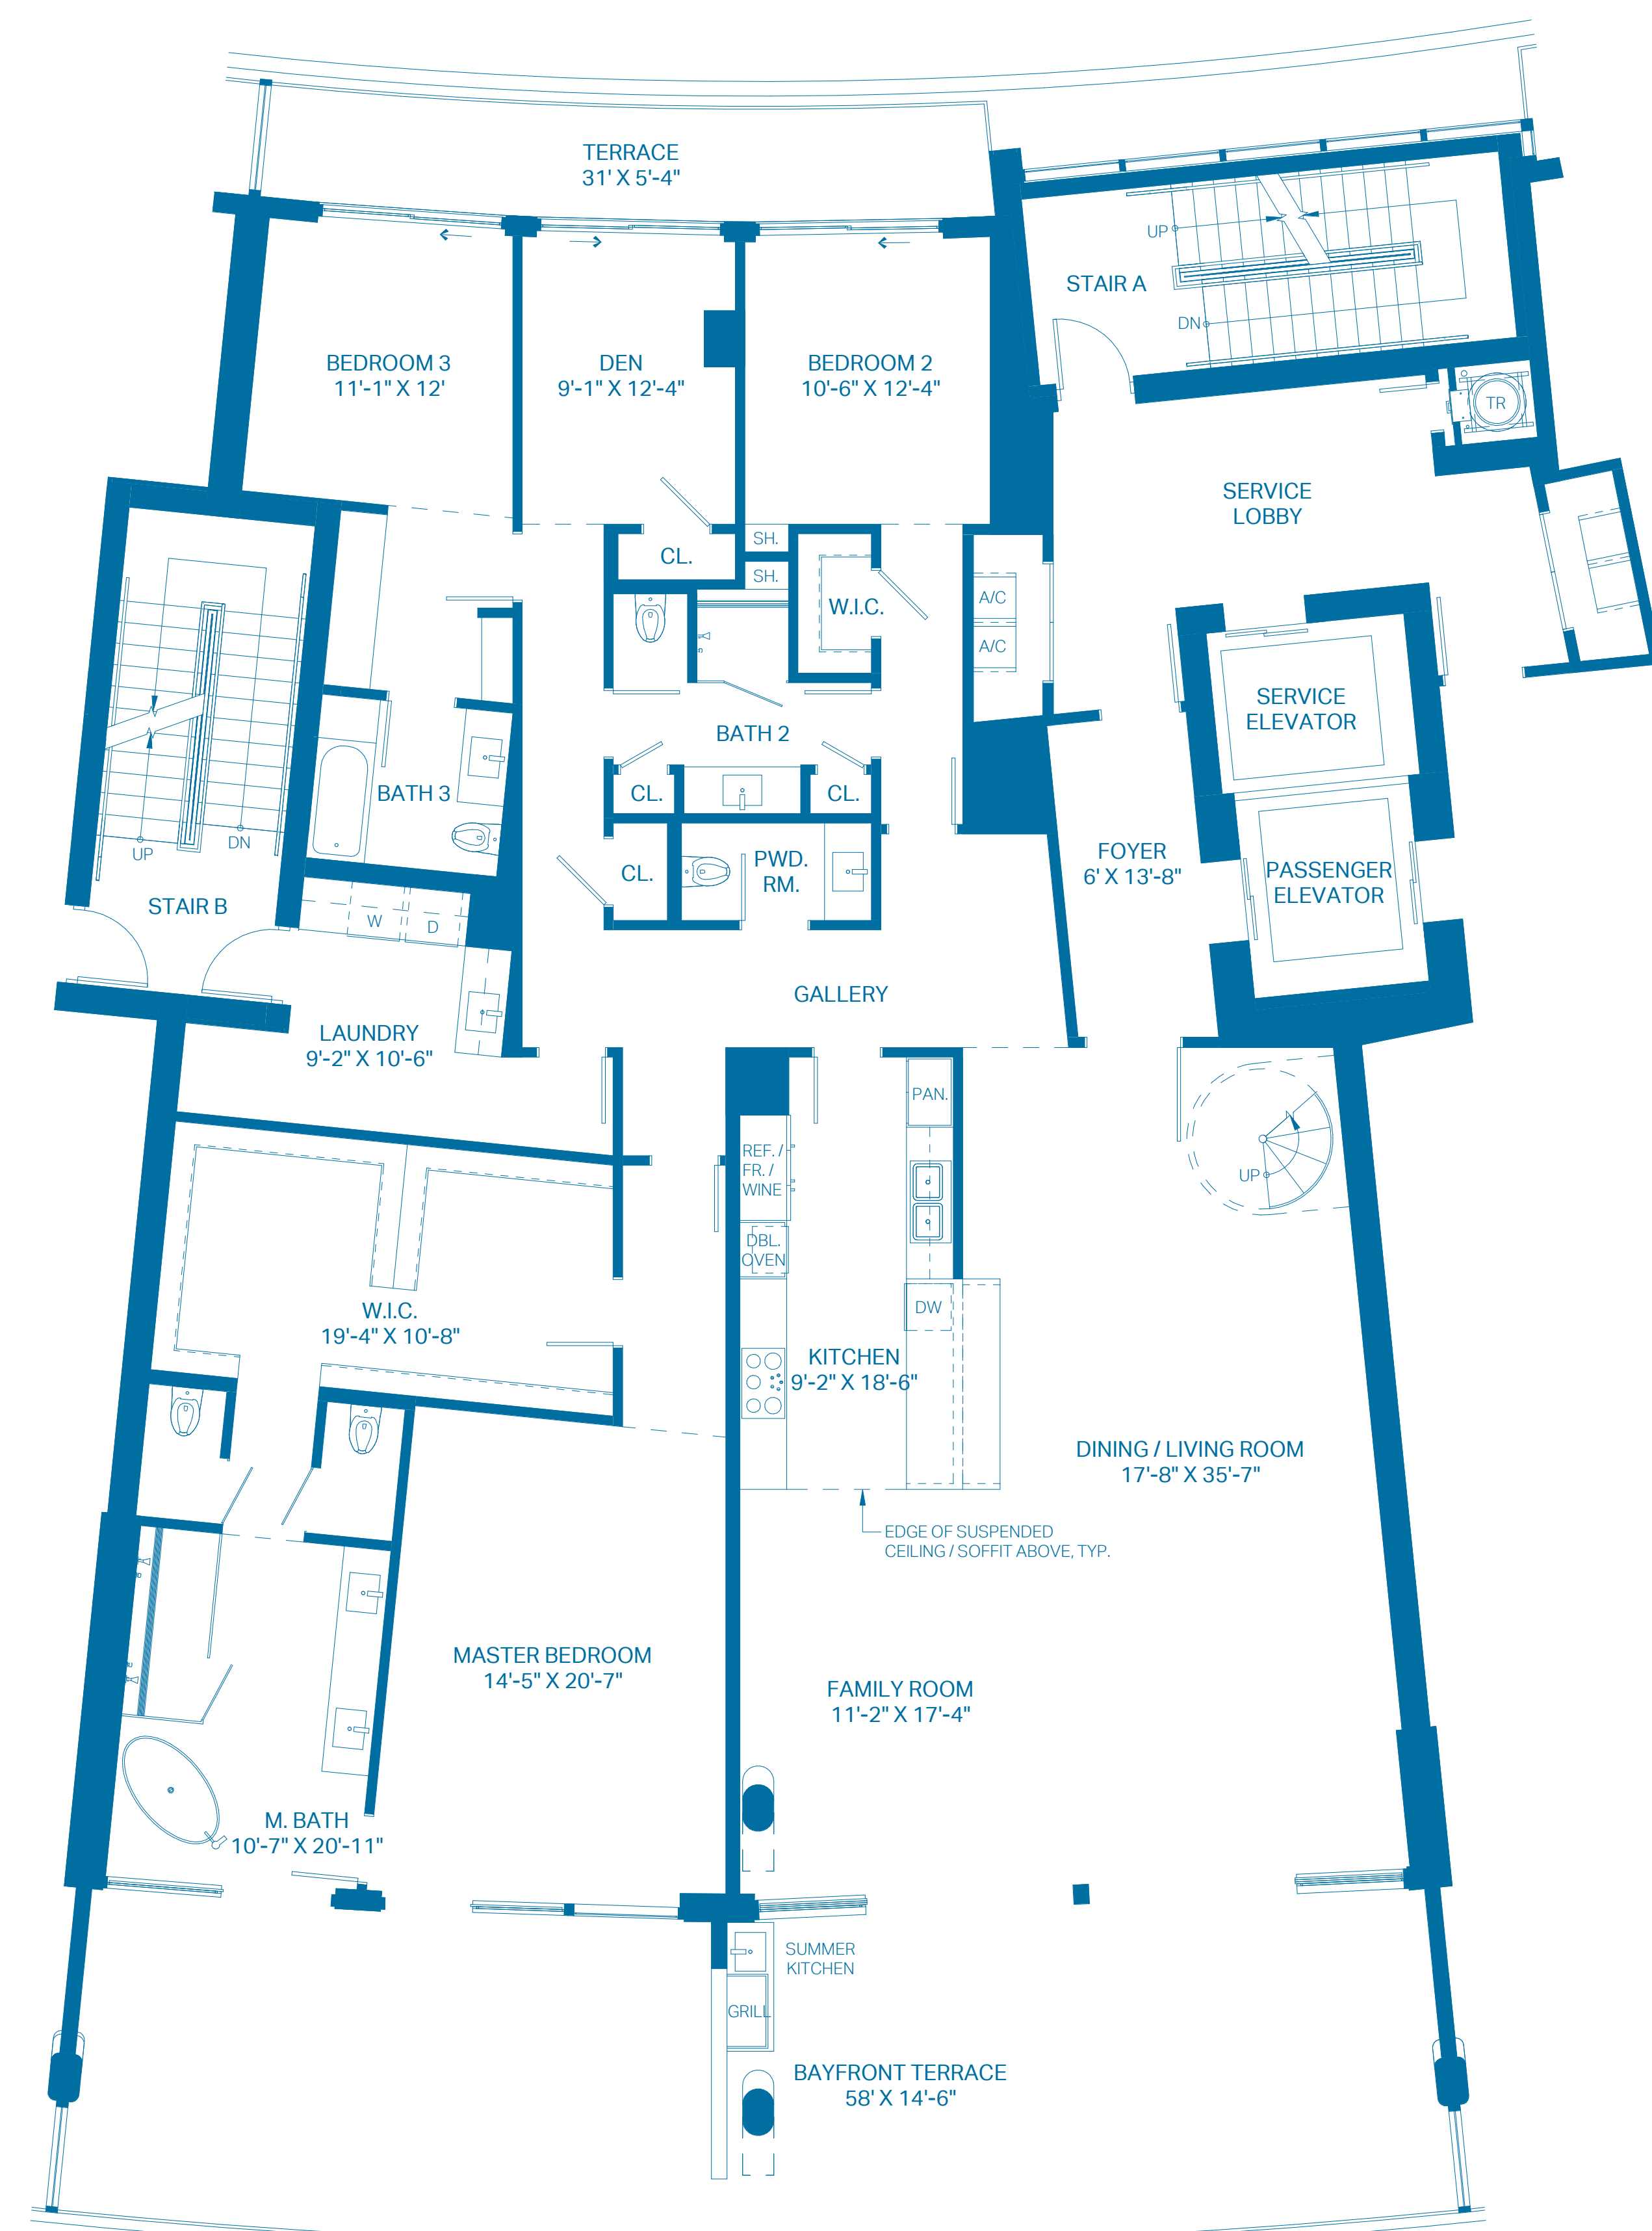 TERRACE
31' X 5'-4"
UP
STAIR A
DN
BEDROOM 3
11'-1" X 12'
DEN
9'-1" X 12'-4"
BEDROOM 2
10'-6" X 12'-4"
TR
SERVICE
LOBBY
CL.
SH.
SH.
W.I.C.
A/C
A/C
SERVICE
ELEVATOR
BATH 2
BATH 3
CL.
CL.
UP
DN
STAIR B
CL.
PWD.
RM.
FOYER
6' X 13'-8"
PASSENGER
ELEVATOR
W
D
GALLERY
LAUNDRY
9'-2" X 10'-6"
PAN.
REF. /
FR. /
WINE
UP
DBL.
OVEN
W.I.C.
19'-4" X 10'-8"
DW
KITCHEN
9'-2" X 18'-6"
DINING / LIVING ROOM
17'-8" X 35'-7"
EDGE OF SUSPENDED
CEILING / SOFFIT ABOVE, TYP.
MASTER BEDROOM
14'-5" X 20'-7"
FAMILY ROOM
11'-2" X 17'-4"
M. BATH
10'-7" X 20'-11"
SUMMER
KITCHEN
GRILL
BAYFRONT TERRACE
58' X 14'-6"